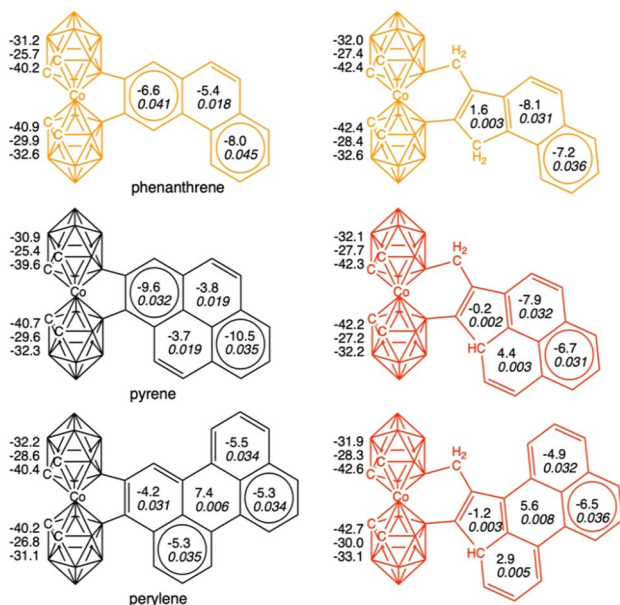 -31.2
-25.7
-40.2
C
C
Co
C
C
-40.9
-29.9
-32.6
-6.6
0.041
-5.4
0.018
-8.0
0.045
phenanthrene
-32.0
-27.4
-42.4
C
C
Co
C
C
-42.4
-28.4
-32.6
H2
C
1.6
0.003
-8.1
0.031
C
H2
-7.2
0.036
-30.9
-25.4
-39.6
C
C
Co
C
C
-40.7
-29.6
-32.3
-9.6
0.032
-3.8
0.019
-3.7
0.019
-10.5
0.035
pyrene
-32.1
-27.7
-42.3
C
C
Co
C
C
-42.2
-27.2
-32.2
H2
C
-0.2
0.002
-7.9
0.032
HC
4.4
0.003
-6.7
0.031
-32.2
-28.6
-40.4
C
C
Co
C
C
-40.2
-26.8
-31.1
-5.5
0.034
-4.2
0.031
7.4
0.006
-5.3
0.034
-5.3
0.035
perylene
-31.9
-28.3
-42.6
C
C
Co
C
C
-42.7
-30.0
-33.1
H2
C
-4.9
0.032
-1.2
0.003
5.6
0.008
-6.5
0.036
HC
2.9
0.005